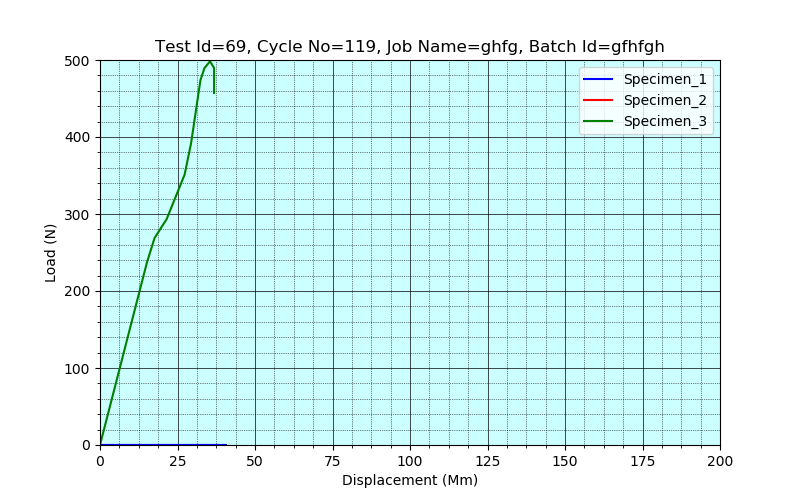 Test Id=69, Cycle No=119, Job Name=ghfg, Batch Id=gfhfgh
Specimen_1
Specimen_2
Specimen_3
500
400
300
200
100
0
Load (N)
0 25 50 75 100 125 150 175 200
Displacement (Mm)